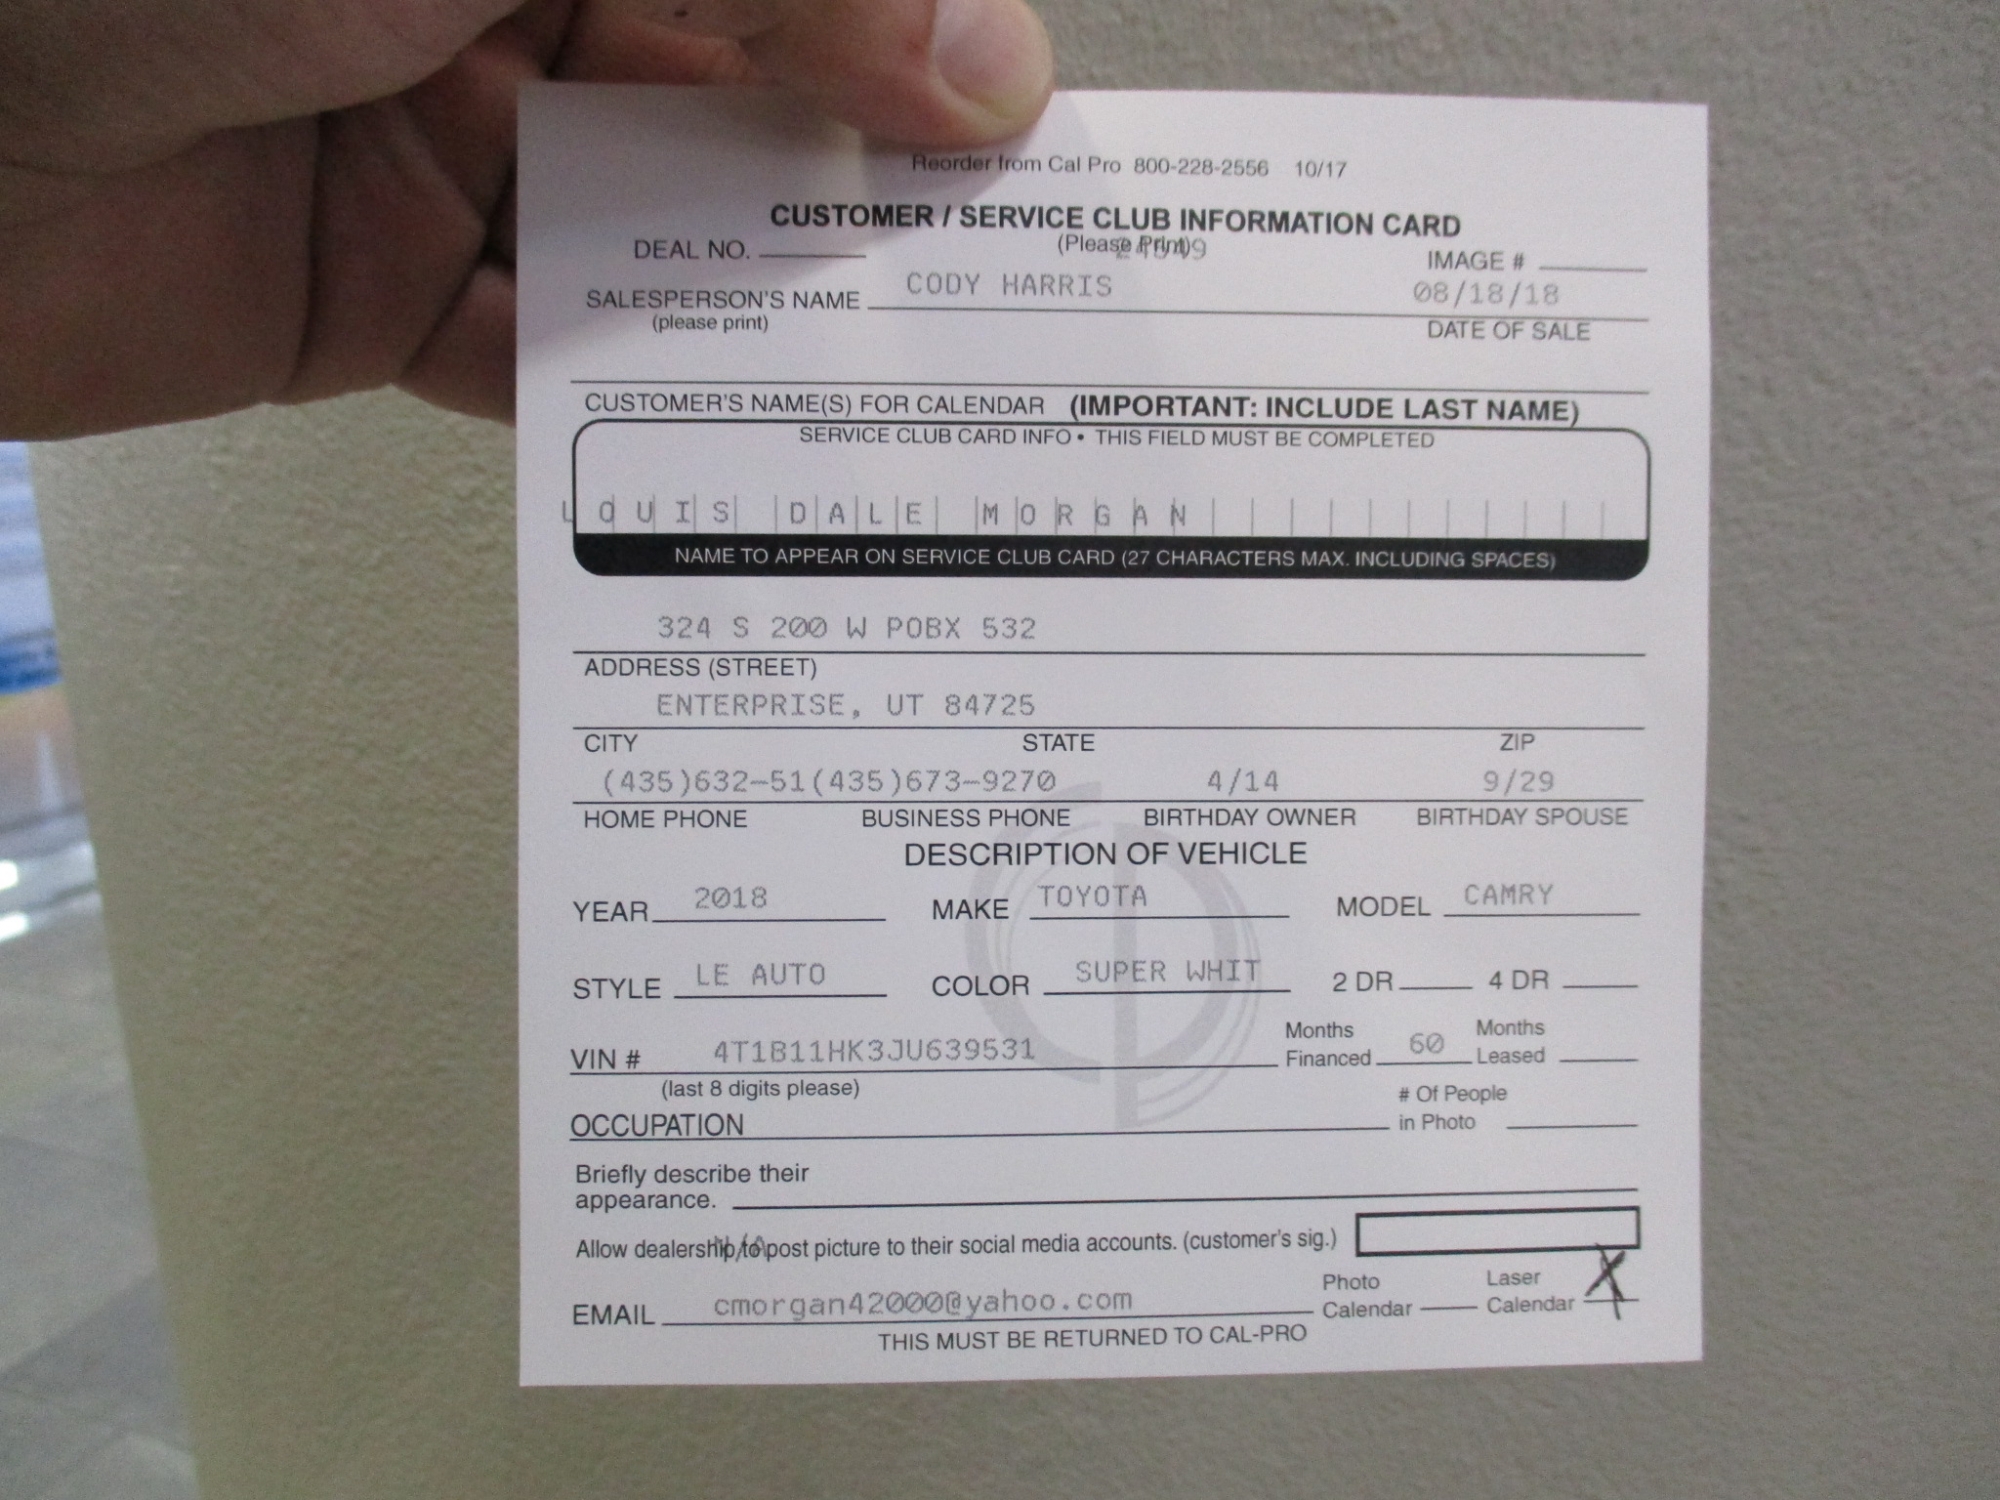 Reorder from Cal Pro 800-228-2556 10/17
CUSTOMER / SERVICE CLUB INFORMATION CARD
DEAL NO. (Please Print)
IMAGE #
CODY HARRIS 08/18/18
SALESPERSON'S NAME
(please print) DATE OF SALE
CUSTOMER'S NAME(S) FOR CALENDAR (IMPORTANT: INCLUDE LAST NAME)
SERVICE CLUB CARD INFO • THIS FIELD MUST BE COMPLETED
LOUIS DALE MORGAN
NAME TO APPEAR ON SERVICE CLUB CARD (27 CHARACTERS MAX. INCLUDING SPACES)
324 S 200 W POBX 532
ADDRESS (STREET)
ENTERPRISE, UT 84725
CITY STATE ZIP
(435)632-51(435)673-9270 4/14 9/29
HOME PHONE BUSINESS PHONE BIRTHDAY OWNER BIRTHDAY SPOUSE
DESCRIPTION OF VEHICLE
YEAR 2018 MAKE TOYOTA MODEL CAMRY
STYLE LE AUTO COLOR SUPER WHIT 2 DR 4 DR
VIN # 4T1B11HK3JU639531 Months Financed 60 Months Leased
(last 8 digits please) # Of People
OCCUPATION in Photo
Briefly describe their
appearance.
Allow dealership to post picture to their social media accounts. (customer's sig.)
N/A
Photo Laser X
EMAIL cmorgan42000@yahoo.com Calendar Calendar
THIS MUST BE RETURNED TO CAL-PRO